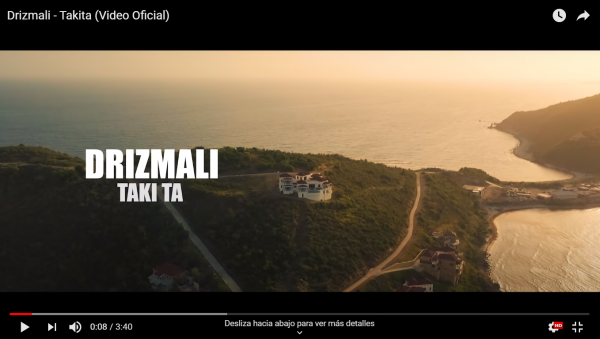 Drizmali - Takita (Video Oficial)
DRIZMALI
TAKI TA
0:08 / 3:40
Desliza hacia abajo para ver más detalles
HD